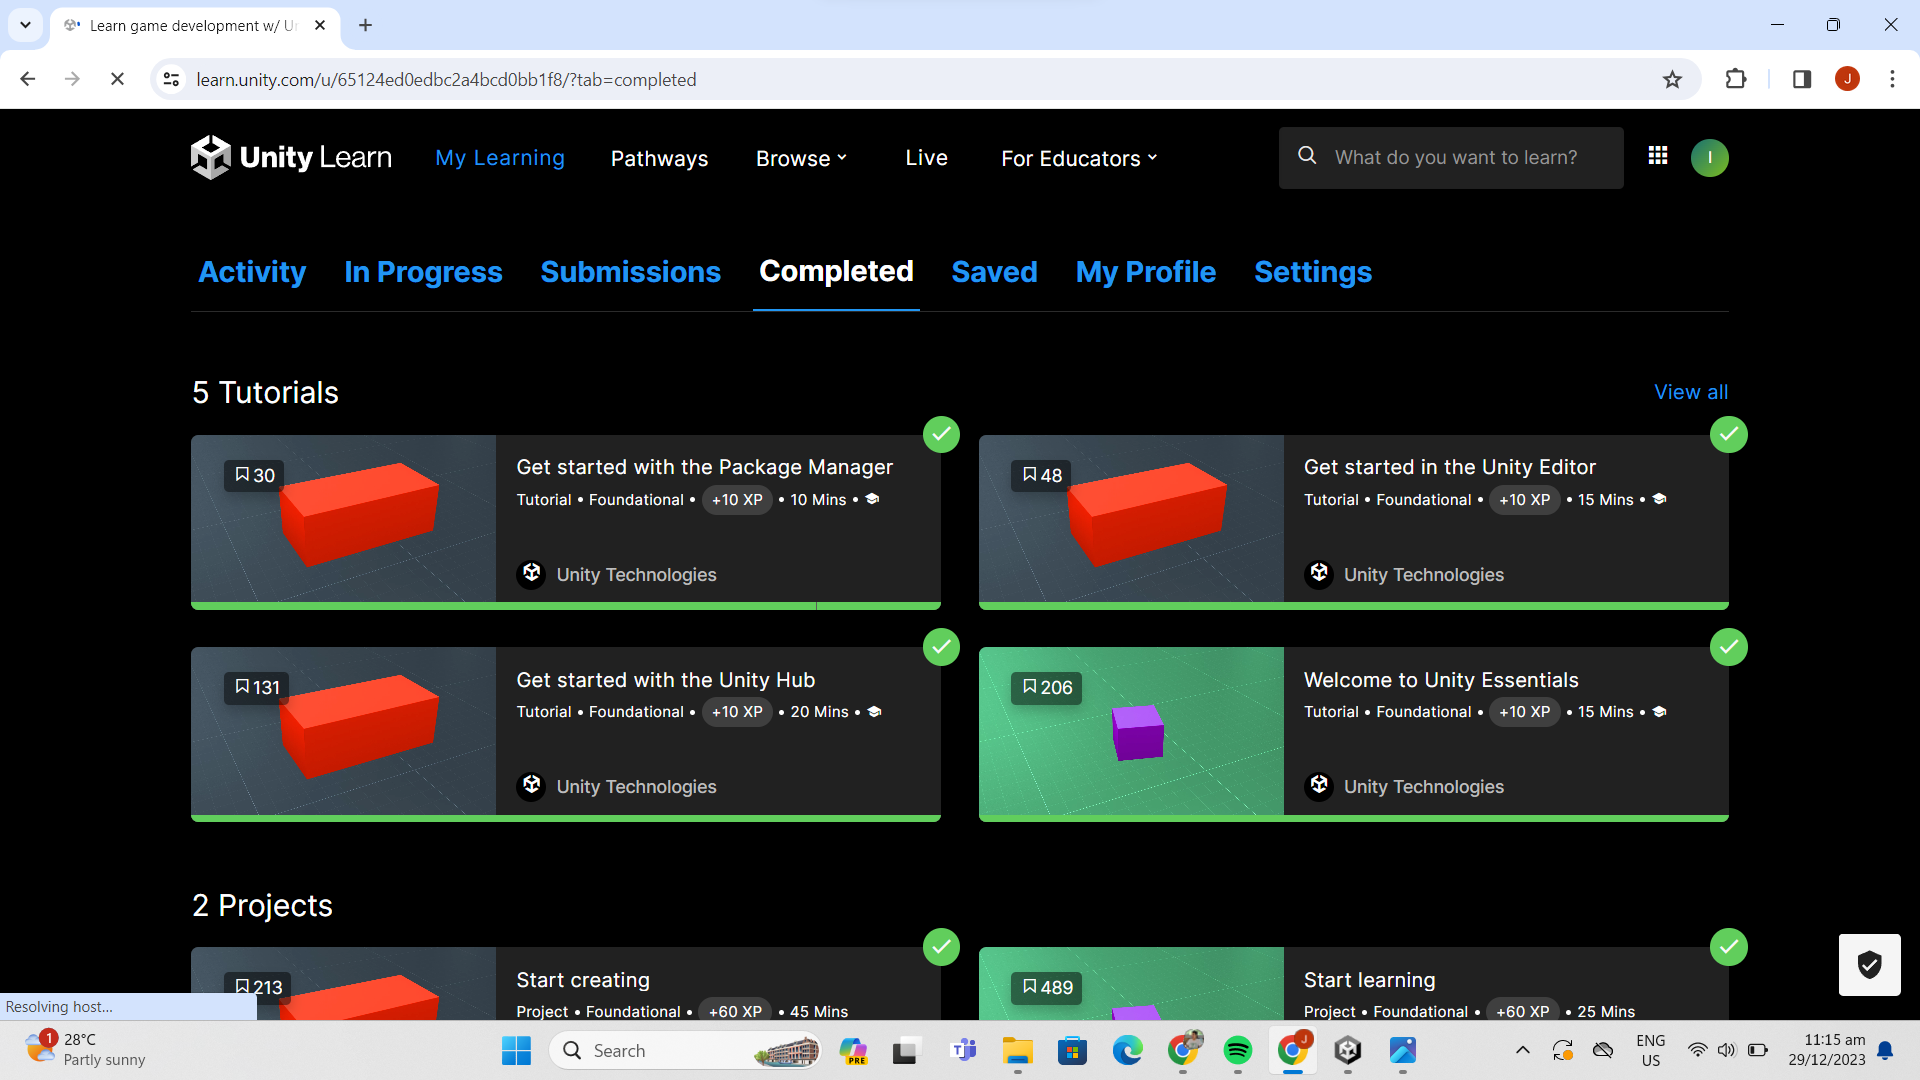 Learn game development w/ Ur
learn.unity.com/u/65124ed0edbc2a4bcd0bb1f8/?tab=completed
J
Unity Learn
My Learning
Pathways
Browse
Live
For Educators
What do you want to learn?
I
Activity
In Progress
Submissions
Completed
Saved
My Profile
Settings
5 Tutorials
View all
30
Get started with the Package Manager
Tutorial • Foundational • +10 XP • 10 Mins •
Unity Technologies
48
Get started in the Unity Editor
Tutorial • Foundational • +10 XP • 15 Mins •
Unity Technologies
131
Get started with the Unity Hub
Tutorial • Foundational • +10 XP • 20 Mins •
Unity Technologies
206
Welcome to Unity Essentials
Tutorial • Foundational • +10 XP • 15 Mins •
Unity Technologies
2 Projects
213
Start creating
Project • Foundational • +60 XP • 45 Mins
489
Start learning
Project • Foundational • +60 XP • 25 Mins
Resolving host...
1
28°C
Partly sunny
Search
PRE
J
ENG
US
11:15 am
29/12/2023